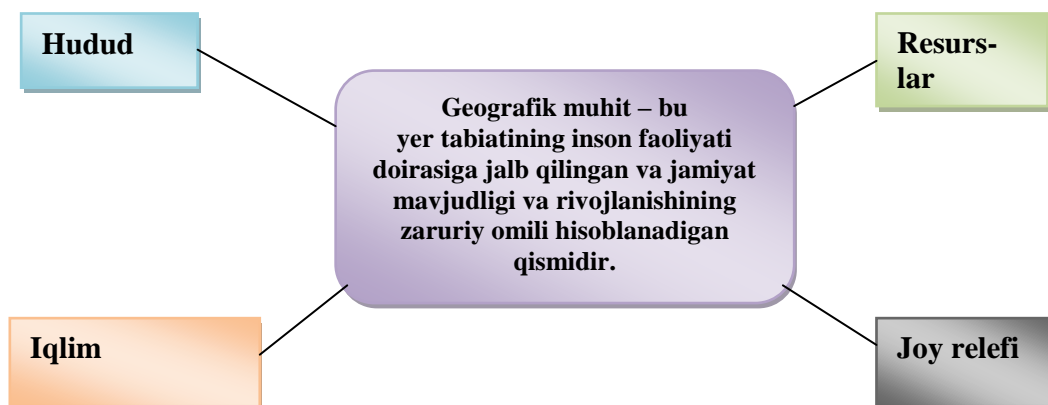 Hudud
Resurs-
lar
Geografik muhit – bu
yer tabiatining inson faoliyati
doirasiga jalb qilingan va jamiyat
mavjudligi va rivojlanishining
zaruriy omili hisoblanadigan
qismidir.
Iqlim
Joy relefi